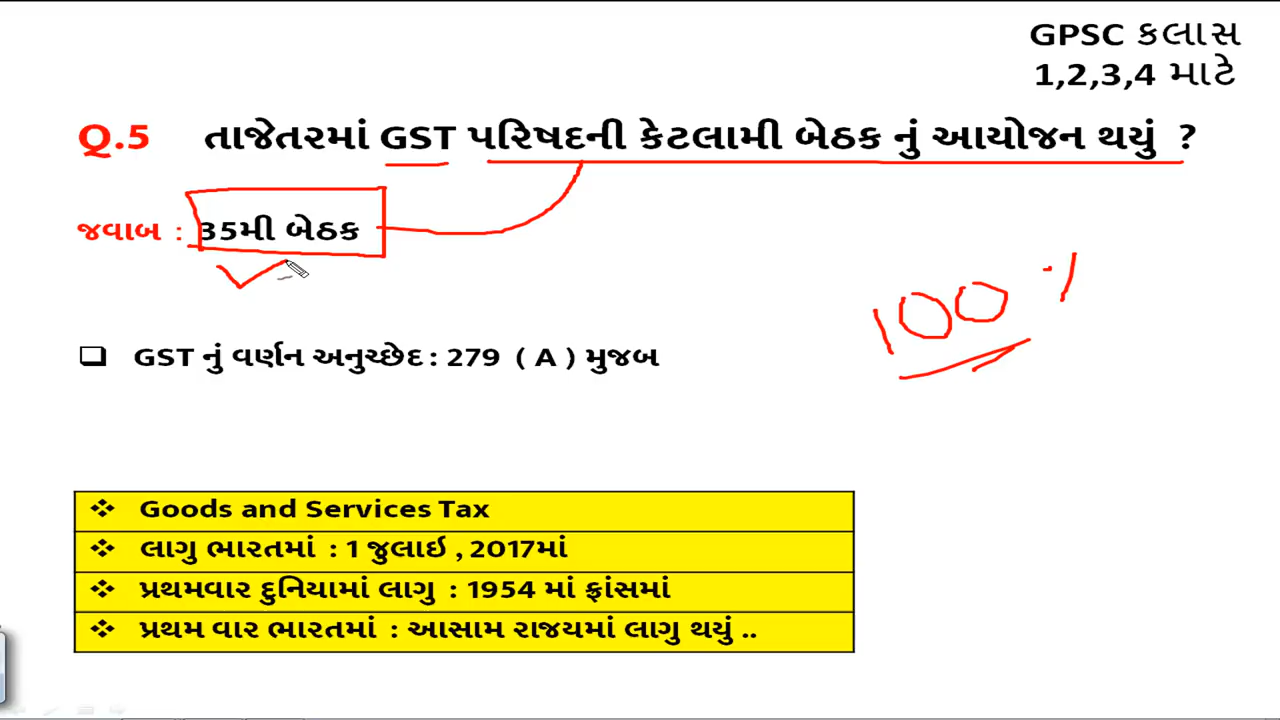 GPSC કલાસ
1,2,3,4 માટે
Q.5 તાજેતરમાં GST પરિષદની કેટલામી બેઠક નું આયોજન થયું ?
જવાબ : 35મી બેઠક
100 %
❑ GST નું વર્ણન અનુચ્છેદ : 279 ( A ) મુજબ
❖ Goods and Services Tax
❖ લાગુ ભારતમાં : 1 જુલાઇ , 2017માં
❖ પ્રથમવાર દુનિયામાં લાગુ : 1954 માં ફ્રાંસમાં
❖ પ્રથમ વાર ભારતમાં : આસામ રાજયમાં લાગુ થયું ..